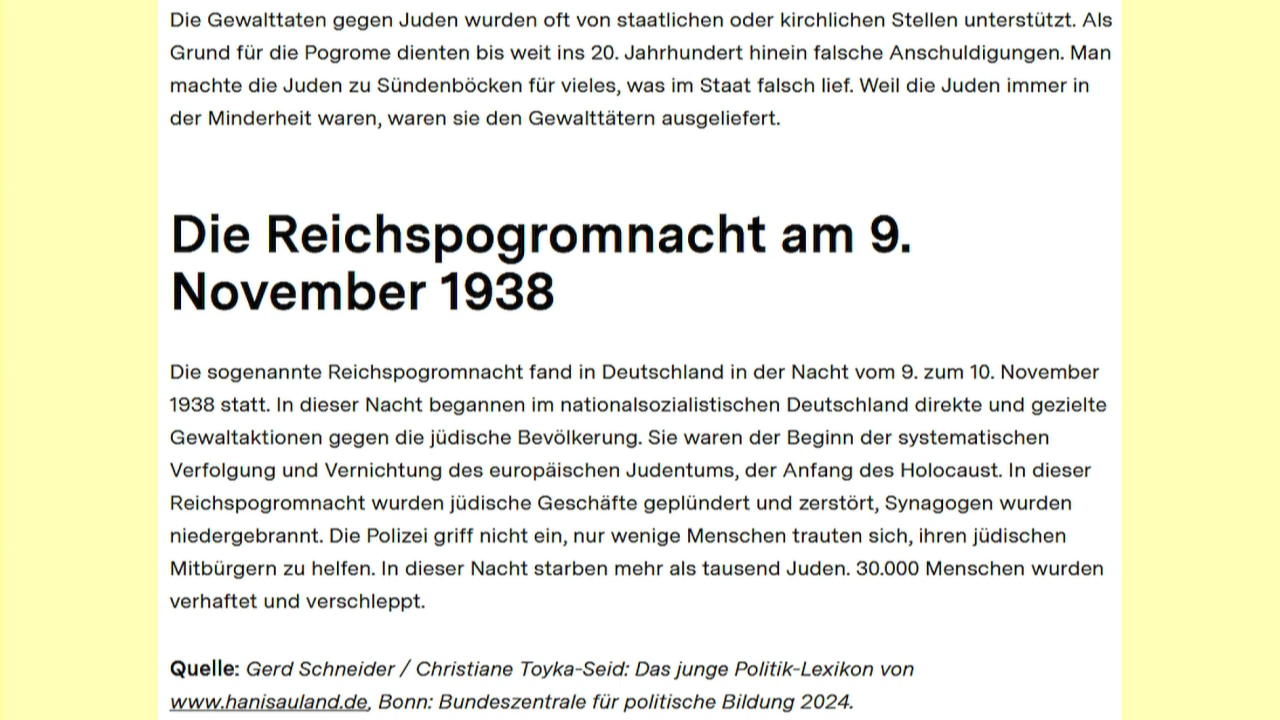 Die Gewalttaten gegen Juden wurden oft von staatlichen oder kirchlichen Stellen unterstützt. Als
Grund für die Pogrome dienten bis weit ins 20. Jahrhundert hinein falsche Anschuldigungen. Man
machte die Juden zu Sündenböcken für vieles, was im Staat falsch lief. Weil die Juden immer in
der Minderheit waren, waren sie den Gewalttätern ausgeliefert.
Die Reichspogromnacht am 9.
November 1938
Die sogenannte Reichspogromnacht fand in Deutschland in der Nacht vom 9. zum 10. November
1938 statt. In dieser Nacht begannen im nationalsozialistischen Deutschland direkte und gezielte
Gewaltaktionen gegen die jüdische Bevölkerung. Sie waren der Beginn der systematischen
Verfolgung und Vernichtung des europäischen Judentums, der Anfang des Holocaust. In dieser
Reichspogromnacht wurden jüdische Geschäfte geplündert und zerstört, Synagogen wurden
niedergebrannt. Die Polizei griff nicht ein, nur wenige Menschen trauten sich, ihren jüdischen
Mitbürgern zu helfen. In dieser Nacht starben mehr als tausend Juden. 30.000 Menschen wurden
verhaftet und verschleppt.
Quelle: Gerd Schneider / Christiane Toyka-Seid: Das junge Politik-Lexikon von
www.hanisauland.de, Bonn: Bundeszentrale für politische Bildung 2024.